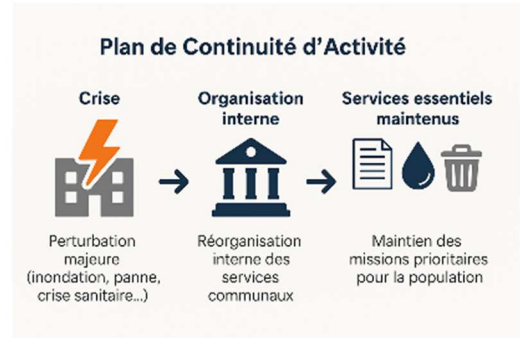 Plan de Continuité d'Activité
Crise
Perturbation
majeure
(inondation, panne,
crise sanitaire...)
Organisation
interne
Réorganisation
interne des
services
communaux
Services essentiels
maintenus
Maintien des
missions prioritaires
pour la population